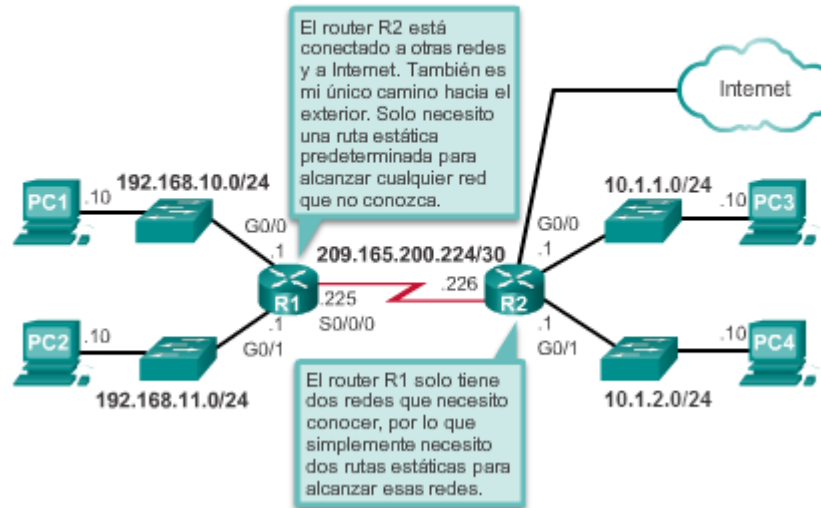 El router R2 está
conectado a otras redes
y a Internet. También es
mi único camino hacia el
exterior. Solo necesito
una ruta estática
predeterminada para
alcanzar cualquier red
que no conozca.
Internet
PC1
.10
192.168.10.0/24
G0/0
.1
209.165.200.224/30
10.1.1.0/24
.10
PC3
G0/0
.1
R1
.225
S0/0/0
.226
R2
PC2
.10
.1
G0/1
192.168.11.0/24
.1
G0/1
.10
PC4
10.1.2.0/24
El router R1 solo tiene
dos redes que necesito
conocer, por lo que
simplemente necesito
dos rutas estáticas para
alcanzar esas redes.